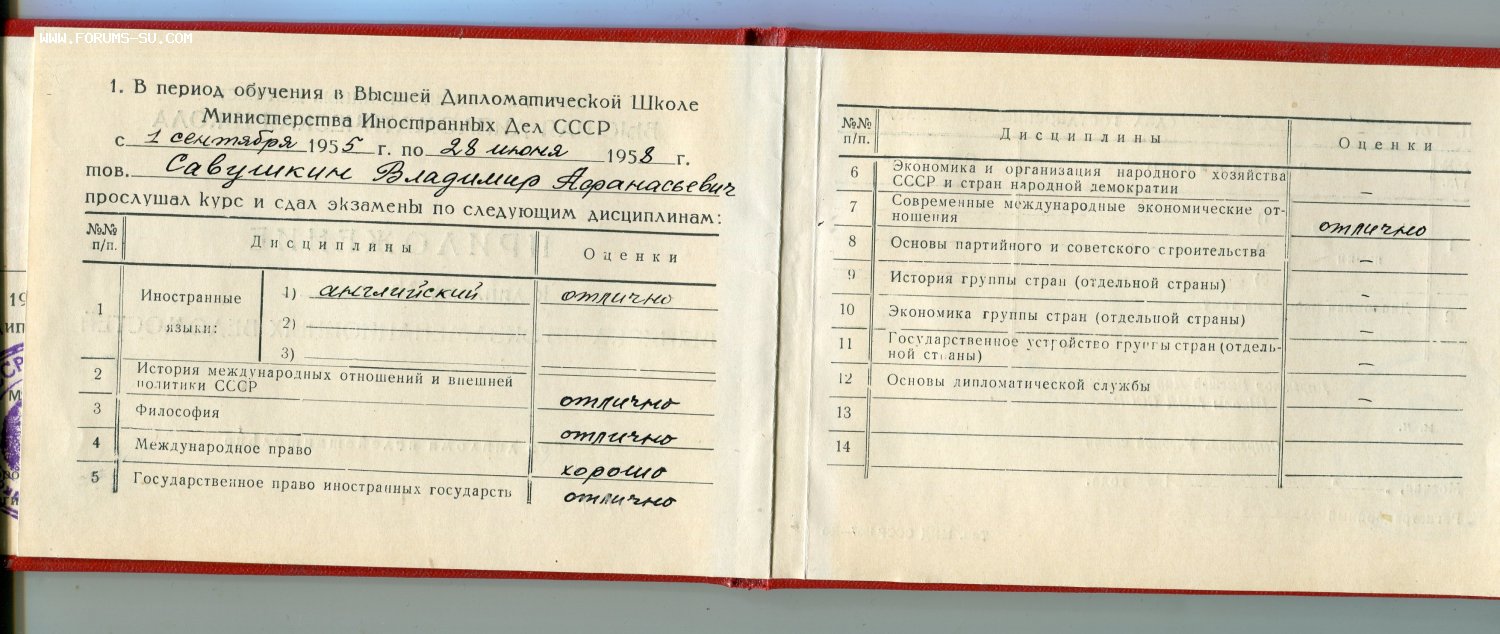 WWW.FORUMS-SU.COM
1. В период обучения в Высшей Дипломатической Школе
Министерства Иностранных Дел СССР
с 1 сентября 1955 г. по 28 июня 1958 г.
тов. Савушкин Владимир Афанасьевич
прослушал курс и сдал экзамены по следующим дисциплинам:
№№ п/п. Дисциплины Оценки
1 Иностранные языки: 1) английский отлично
2)
3)
2 История международных отношений и внешней
политики СССР отлично
3 Философия отлично
4 Международное право хорошо
5 Государственное право иностранных государств отлично
№№ п/п. Дисциплины Оценки
6 Экономика и организация народного хозяйства
СССР и стран народной демократии –
7 Современные международные экономические от-
ношения отлично
8 Основы партийного и советского строительства –
9 История группы стран (отдельной страны) –
10 Экономика группы стран (отдельной страны) –
11 Государственное устройство группы стран (отдель-
ной страны) –
12 Основы дипломатической службы –
13
14